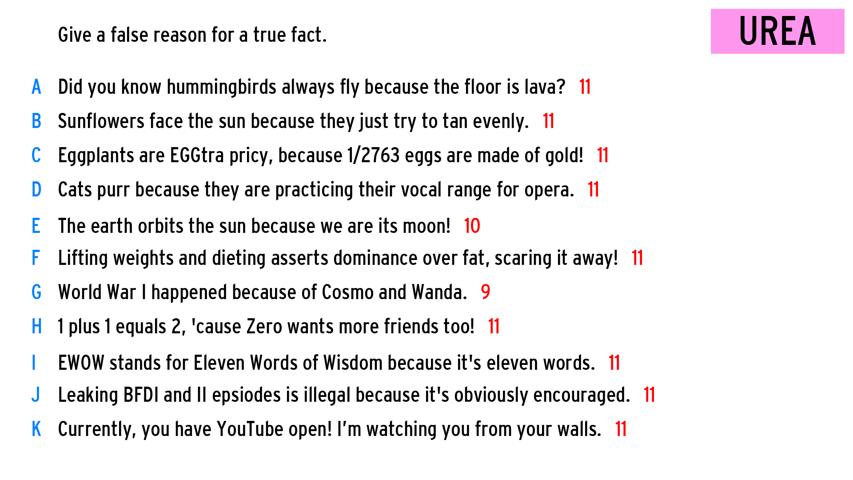 Give a false reason for a true fact.
UREA
A Did you know hummingbirds always fly because the floor is lava? 11
B Sunflowers face the sun because they just try to tan evenly. 11
C Eggplants are EGGtra pricy, because 1/2763 eggs are made of gold! 11
D Cats purr because they are practicing their vocal range for opera. 11
E The earth orbits the sun because we are its moon! 10
F Lifting weights and dieting asserts dominance over fat, scaring it away! 11
G World War I happened because of Cosmo and Wanda. 9
H 1 plus 1 equals 2, 'cause Zero wants more friends too! 11
I EWOW stands for Eleven Words of Wisdom because it's eleven words. 11
J Leaking BFDI and II epsiodes is illegal because it's obviously encouraged. 11
K Currently, you have YouTube open! I’m watching you from your walls. 11